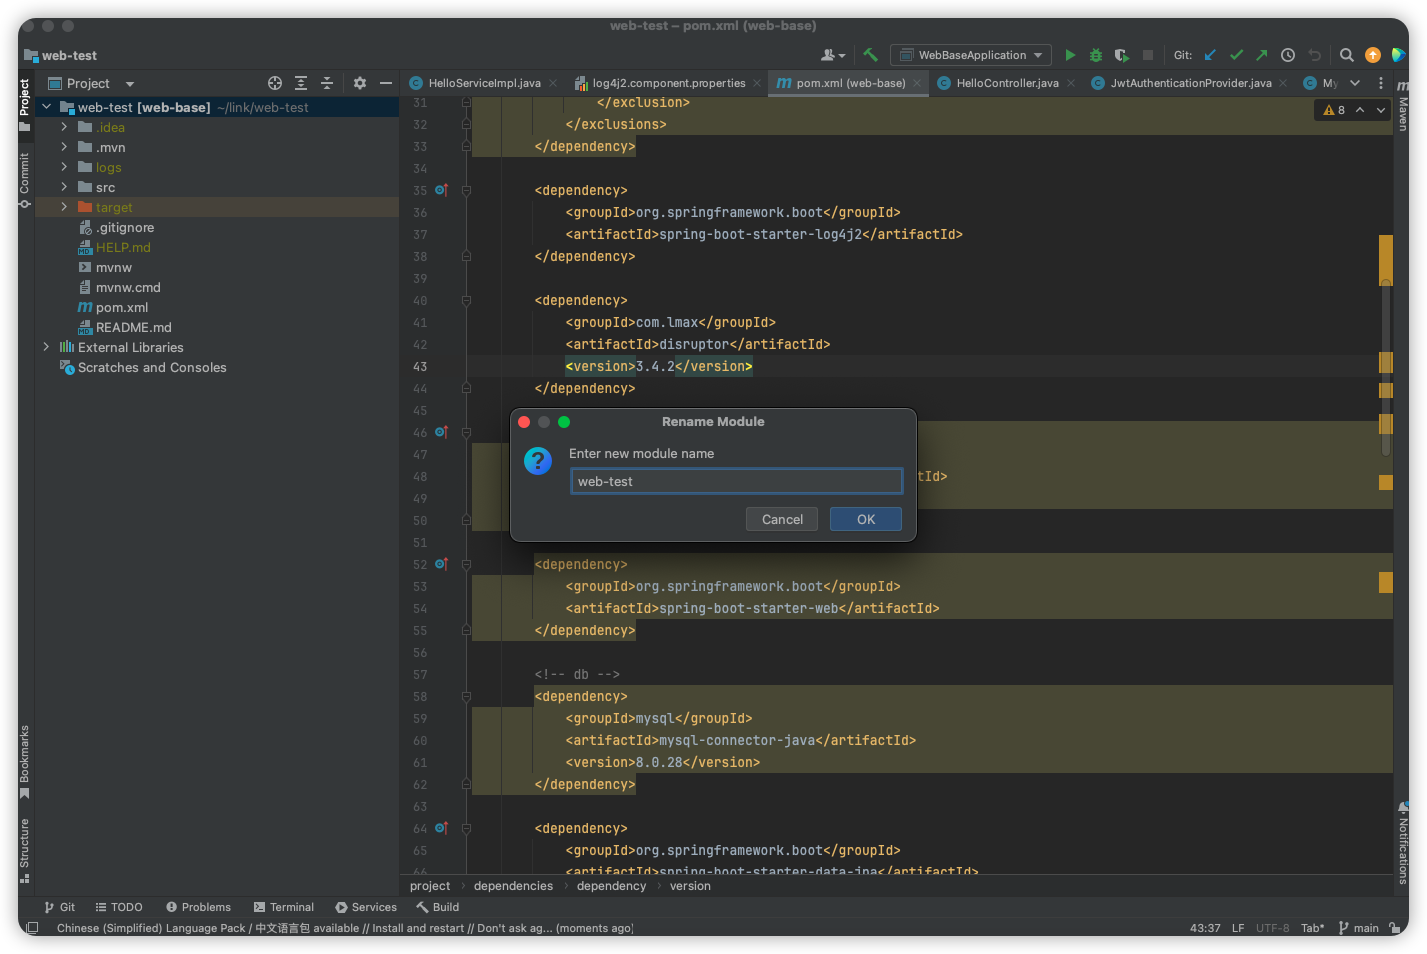 web-test – pom.xml (web-base)
web-test
WebBaseApplication
Git:
Project
HelloServiceImpl.java
log4j2.component.properties
pom.xml (web-base)
HelloController.java
JwtAuthenticationProvider.java
My
Project
Commit
Bookmarks
Structure
Maven
Notifications
web-test [web-base] ~/link/web-test
.idea
.mvn
logs
src
target
.gitignore
HELP.md
mvnw
mvnw.cmd
pom.xml
README.md
External Libraries
Scratches and Consoles
8
31 </exclusion>
32 </exclusions>
33 </dependency>
34
35 <dependency>
36 <groupId>org.springframework.boot</groupId>
37 <artifactId>spring-boot-starter-log4j2</artifactId>
38 </dependency>
39
40 <dependency>
41 <groupId>com.lmax</groupId>
42 <artifactId>disruptor</artifactId>
43 <version>3.4.2</version>
44 </dependency>
45
46
47
48 tId>
49
50
51
52 <dependency>
53 <groupId>org.springframework.boot</groupId>
54 <artifactId>spring-boot-starter-web</artifactId>
55 </dependency>
56
57 <!-- db -->
58 <dependency>
59 <groupId>mysql</groupId>
60 <artifactId>mysql-connector-java</artifactId>
61 <version>8.0.28</version>
62 </dependency>
63
64 <dependency>
65 <groupId>org.springframework.boot</groupId>
66 <artifactId>spring-boot-starter-data-jpa</artifactId>
Rename Module
Enter new module name
web-test
Cancel
OK
project
dependencies
dependency
version
Git
TODO
Problems
Terminal
Services
Build
Chinese (Simplified) Language Pack / 中文语言包 available // Install and restart // Don't ask ag... (moments ago)
43:37
LF
UTF-8
Tab*
main